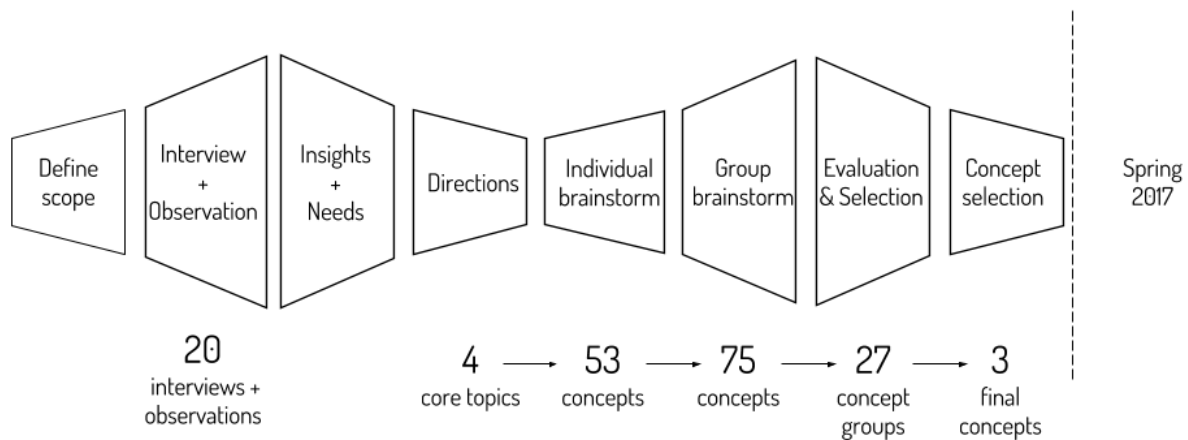 Define
scope
Interview
+
Observation
Insights
+
Needs
Directions
Individual
brainstorm
Group
brainstorm
Evaluation
& Selection
Concept
selection
Spring
2017
20
interviews +
observations
4
core topics
53
concepts
75
concepts
27
concept
groups
3
final
concepts